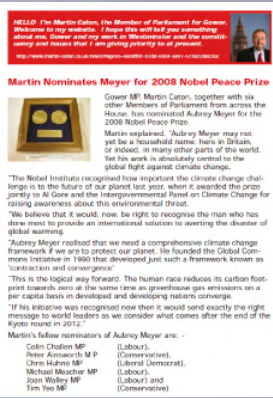 HELLO  I'm Martin Caton, the Member of Parliament for Gower.
Welcome to my website.  I hope this will tell you something
about me, Gower and my work in Westminster and the constit-
uency and issues that I am giving priority to at present.
Martin Nominates Meyer for 2008 Nobel Peace Prize
Gower MP, Martin Caton, together with six
other Members of Parliament from across the
House, has nominated Aubrey Meyer for the
2008 Nobel Peace Prize.
Martin explained, "Aubrey Meyer may not
yet be a household name, here in Britain,
or indeed, in many other parts of the world.
Yet his work is absolutely central to the
global fight against climate change.
"The Nobel Institute recognised how important the climate change chal-
lenge is to the future of our planet last year, when it awarded the prize
jointly to Al Gore and the Intergovernmental Panel on Climate Change for
raising awareness about this environmental threat.
"We believe that it would, now, be right to recognise the man who has
done most to provide an international solution to averting the disaster of
global warming.
"Aubrey Meyer realised that we need a comprehensive climate change
framework if we are to protect our planet. He founded the Global Com-
mons Initiative in 1990 that developed just such a framework known as
'contraction and convergence'
"This is the logical way forward. The human race reduces its carbon foot-
print towards zero at the same time as greenhouse gas emissions on a
per capita basis in developed and developing nations converge.
"If his initiative was recognised now then it would send exactly the right
message to world leaders as we consider what comes after the end of the
Kyoto round in 2012."
Martin's fellow nominators of Aubrey Meyer are: -
Colin Challen MP (Labour),
Peter Ainsworth M P (Conservative),
Chris Huhne MP (Liberal Democrat),
Michael Meacher MP (Labour),
Joan Walley MP (Labour) and
Tim Yeo MP (Conservative)